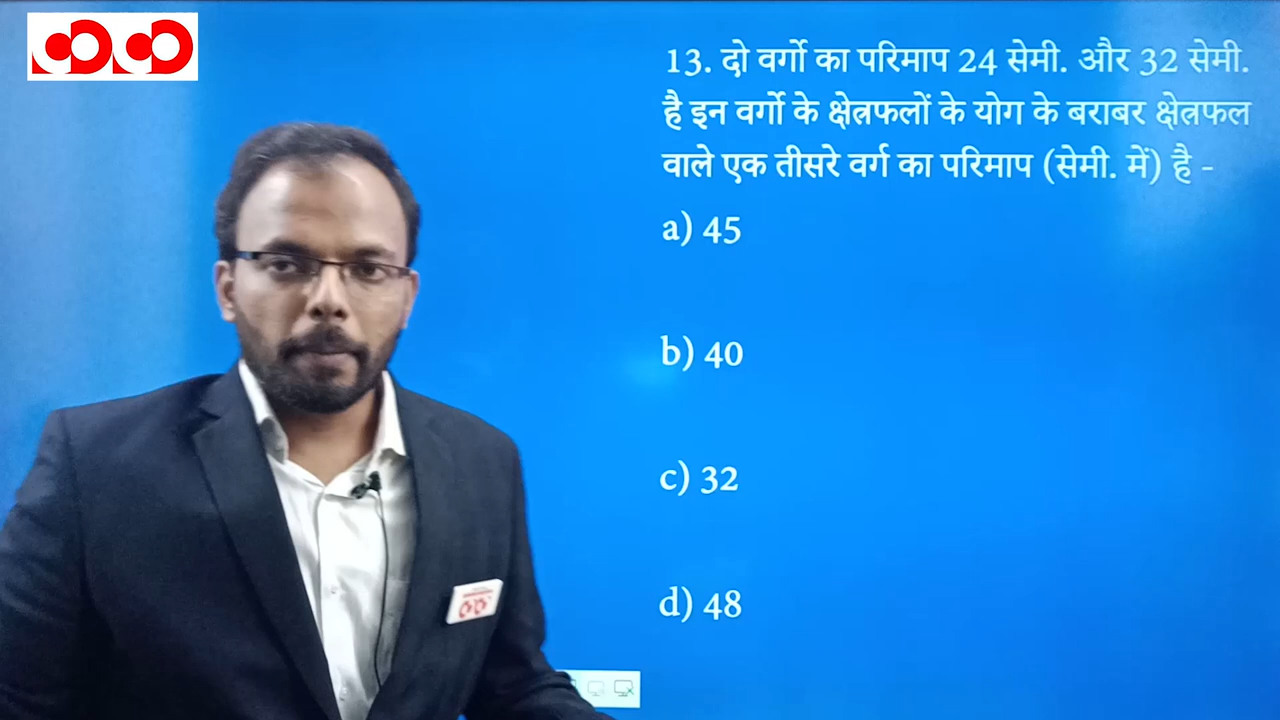 13. दो वर्गो का परिमाप 24 सेमी. और 32 सेमी.
है इन वर्गो के क्षेत्रफलों के योग के बराबर क्षेत्रफल
वाले एक तीसरे वर्ग का परिमाप (सेमी. में) है -
a) 45
b) 40
c) 32
d) 48